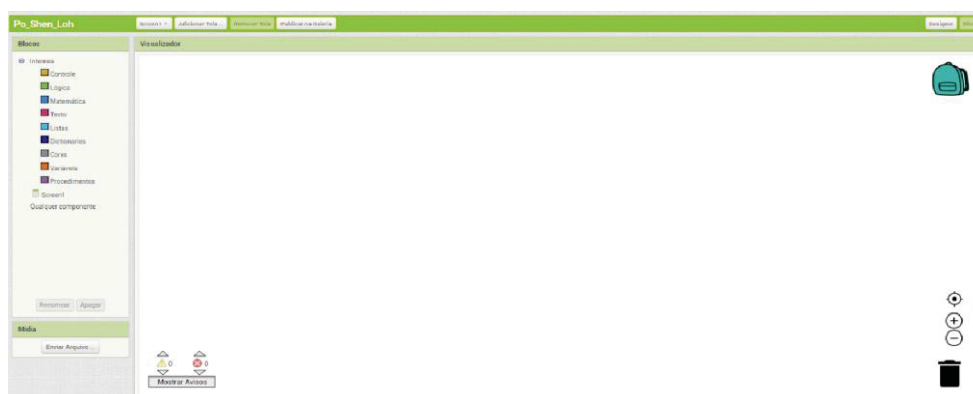 Po_Shen_Loh
Screen1 Adicionar Tela ... Remover Tela Publicar na Galeria
Designer
Blocos
Visualizador
Internos
Controle
Lógica
Matemática
Texto
Listas
Dictionaries
Cores
Variáveis
Procedimentos
Screen1
Qualquer componente
Renomear Apagar
Mídia
Enviar Arquivo ...
0 0
Mostrar Avisos